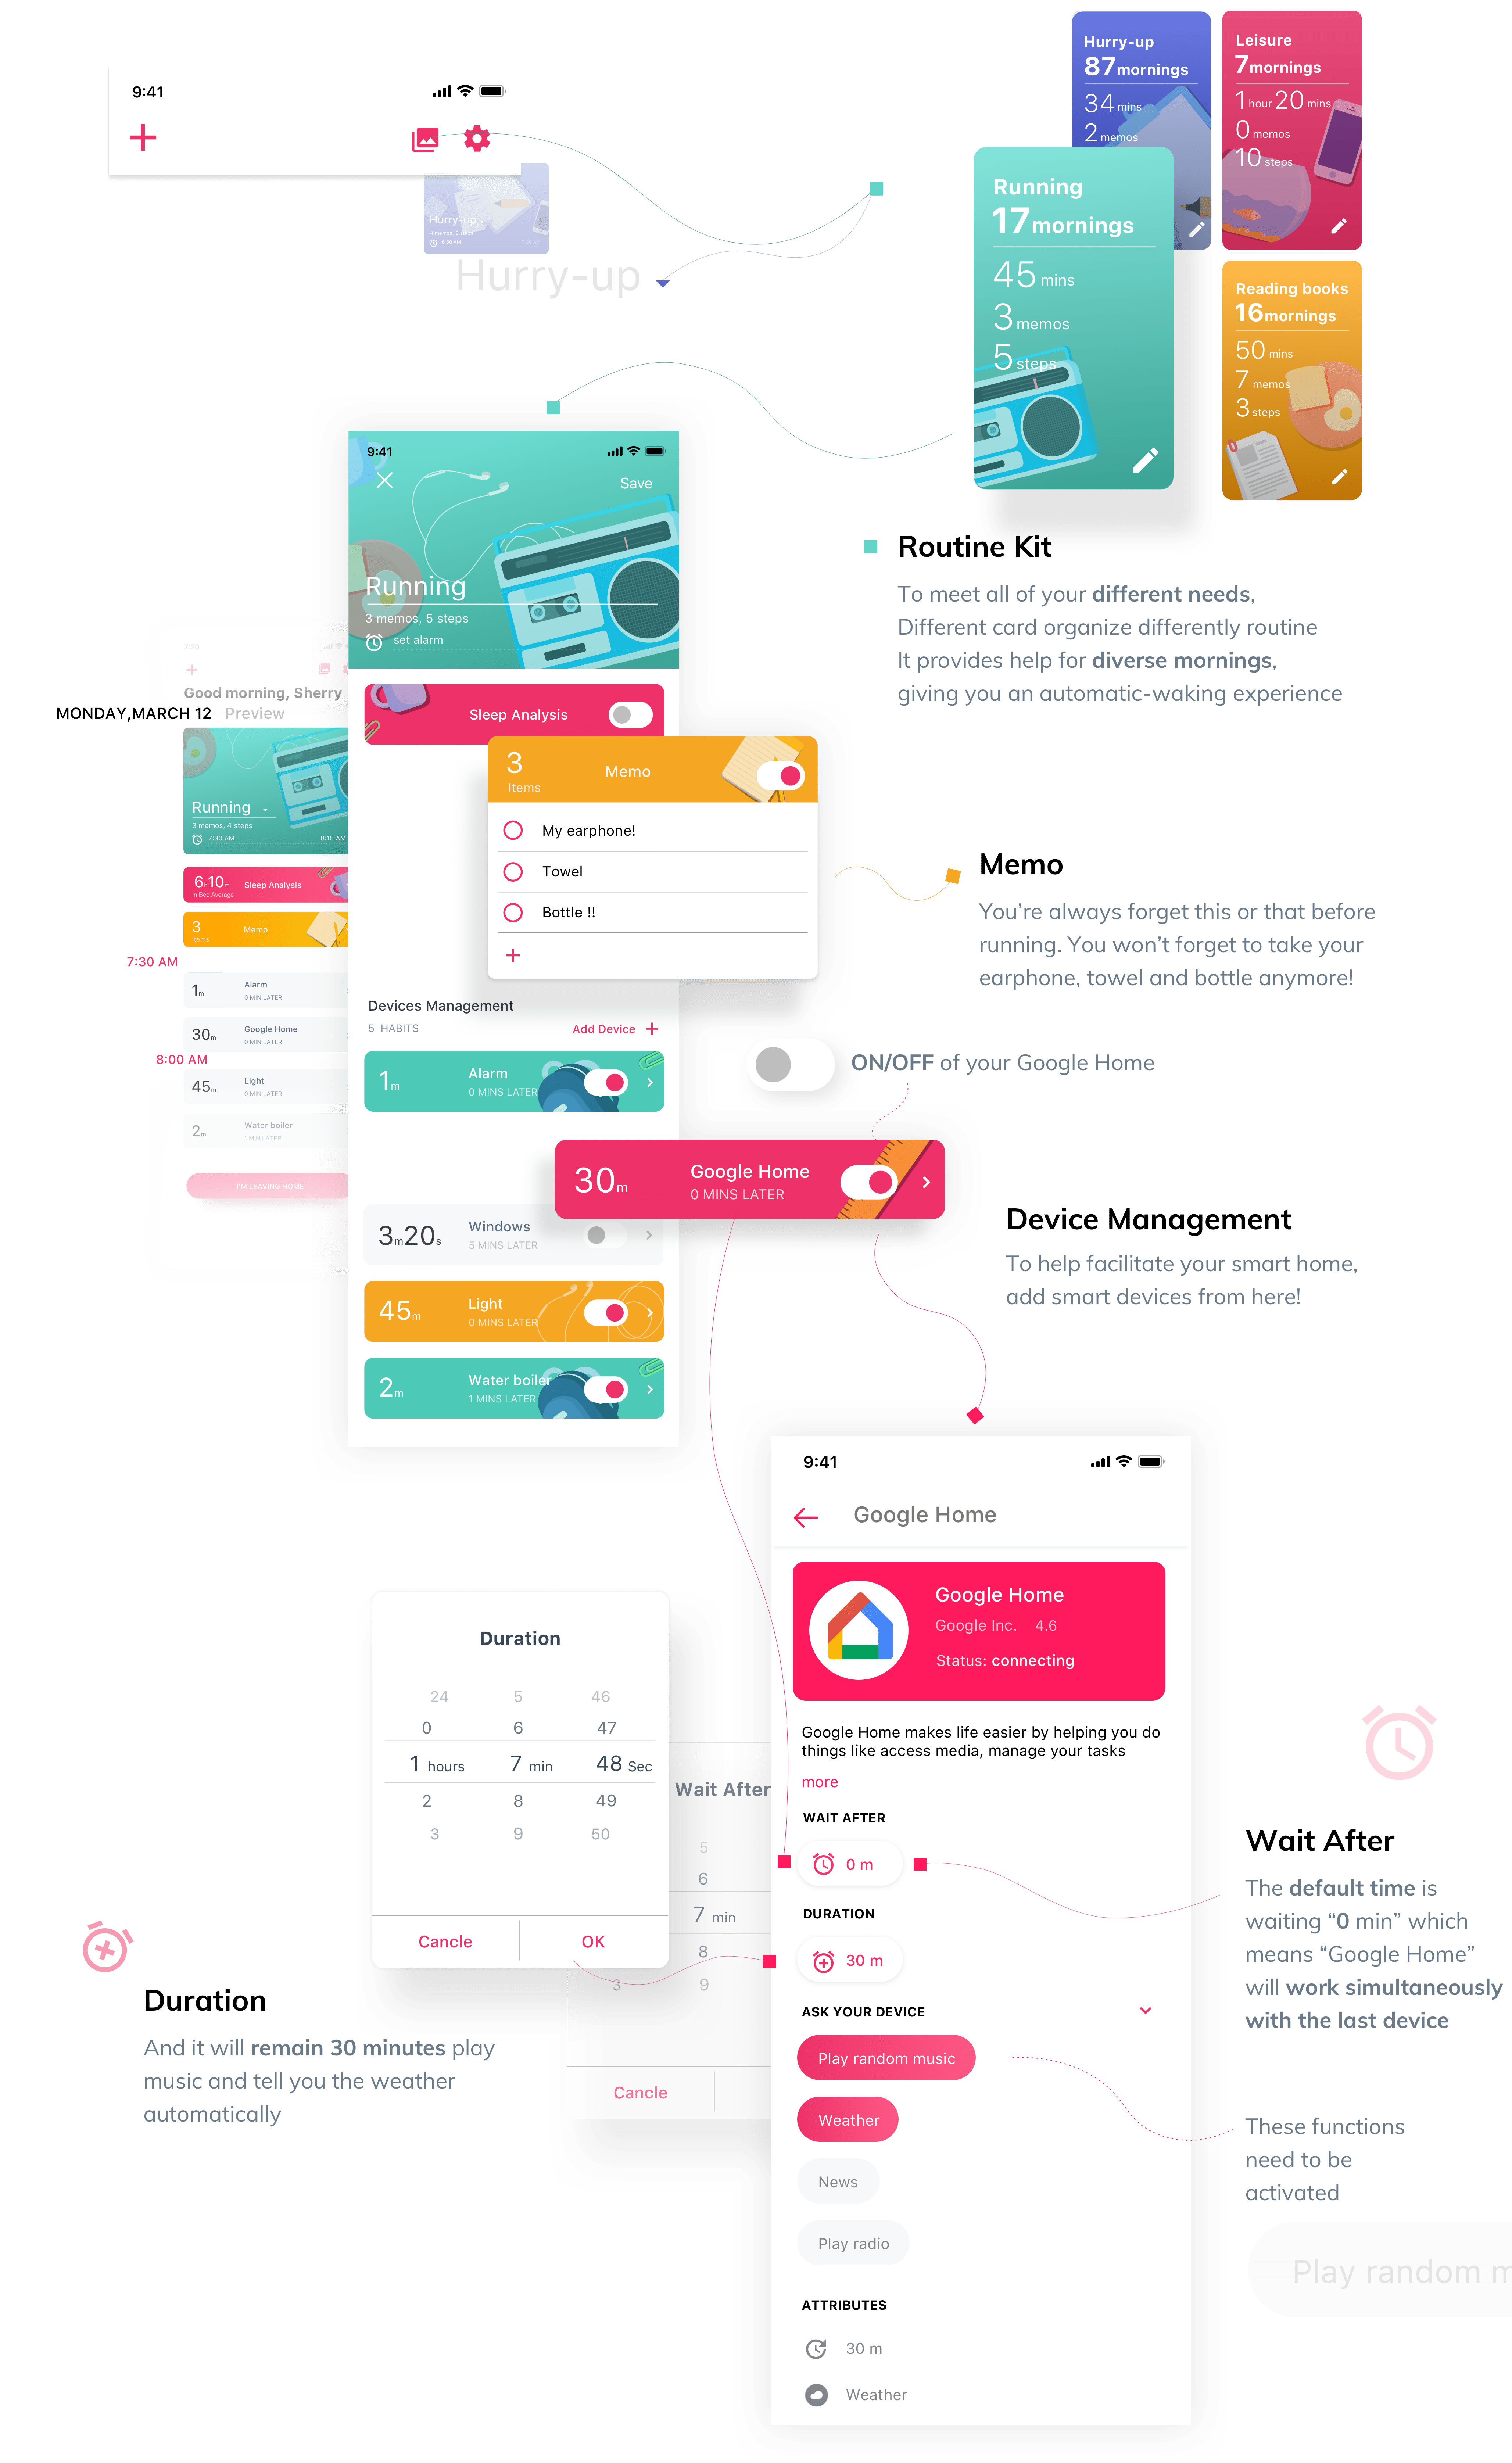 9:41
Hurry-up
4 memos, 8 steps
6:30 AM
Hurry-up
Hurry-up
87mornings
34 mins
2 memos
Leisure
7mornings
1 hour 20 mins
0 memos
10 steps
Running
17mornings
45 mins
3 memos
5 steps
Reading books
16mornings
50 mins
7 memos
3 steps
Routine Kit
To meet all of your different needs,
Different card organize differently routine
It provides help for diverse mornings,
giving you an automatic-waking experience
9:41
Save
Running
3 memos, 5 steps
set alarm
Sleep Analysis
7:30
Good morning, Sherry
MONDAY,MARCH 12 Preview
Running
3 memos, 4 steps
7:30 AM 8:15 AM
6h10m Sleep Analysis
In Bed Average
3 Memo
Items
7:30 AM
1m Alarm
0 MIN LATER
30m Google Home
0 MIN LATER
8:00 AM
45m Light
0 MIN LATER
2m Water boiler
1 MIN LATER
I'M LEAVING HOME
3 Memo
Items
My earphone!
Towel
Bottle !!
Memo
You’re always forget this or that before
running. You won’t forget to take your
earphone, towel and bottle anymore!
Devices Management
5 HABITS Add Device
1m Alarm
0 MINS LATER
ON/OFF of your Google Home
30m Google Home
0 MINS LATER
3m20s Windows
5 MINS LATER
45m Light
0 MINS LATER
2m Water boiler
1 MINS LATER
Device Management
To help facilitate your smart home,
add smart devices from here!
9:41
Google Home
Google Home
Google Inc. 4.6
Status: connecting
Google Home makes life easier by helping you do
things like access media, manage your tasks
more
WAIT AFTER
0 m
DURATION
30 m
ASK YOUR DEVICE
Play random music
Weather
News
Play radio
ATTRIBUTES
30 m
Weather
Duration
24 5 46
0 6 47
1 hours 7 min 48 Sec
2 8 49
3 9 50
Cancle OK
Wait After
5
6
7 min
8
3 9
Cancle
Duration
And it will remain 30 minutes play
music and tell you the weather
automatically
Wait After
The default time is
waiting “0 min” which
means “Google Home”
will work simultaneously
with the last device
These functions
need to be
activated
Play random m